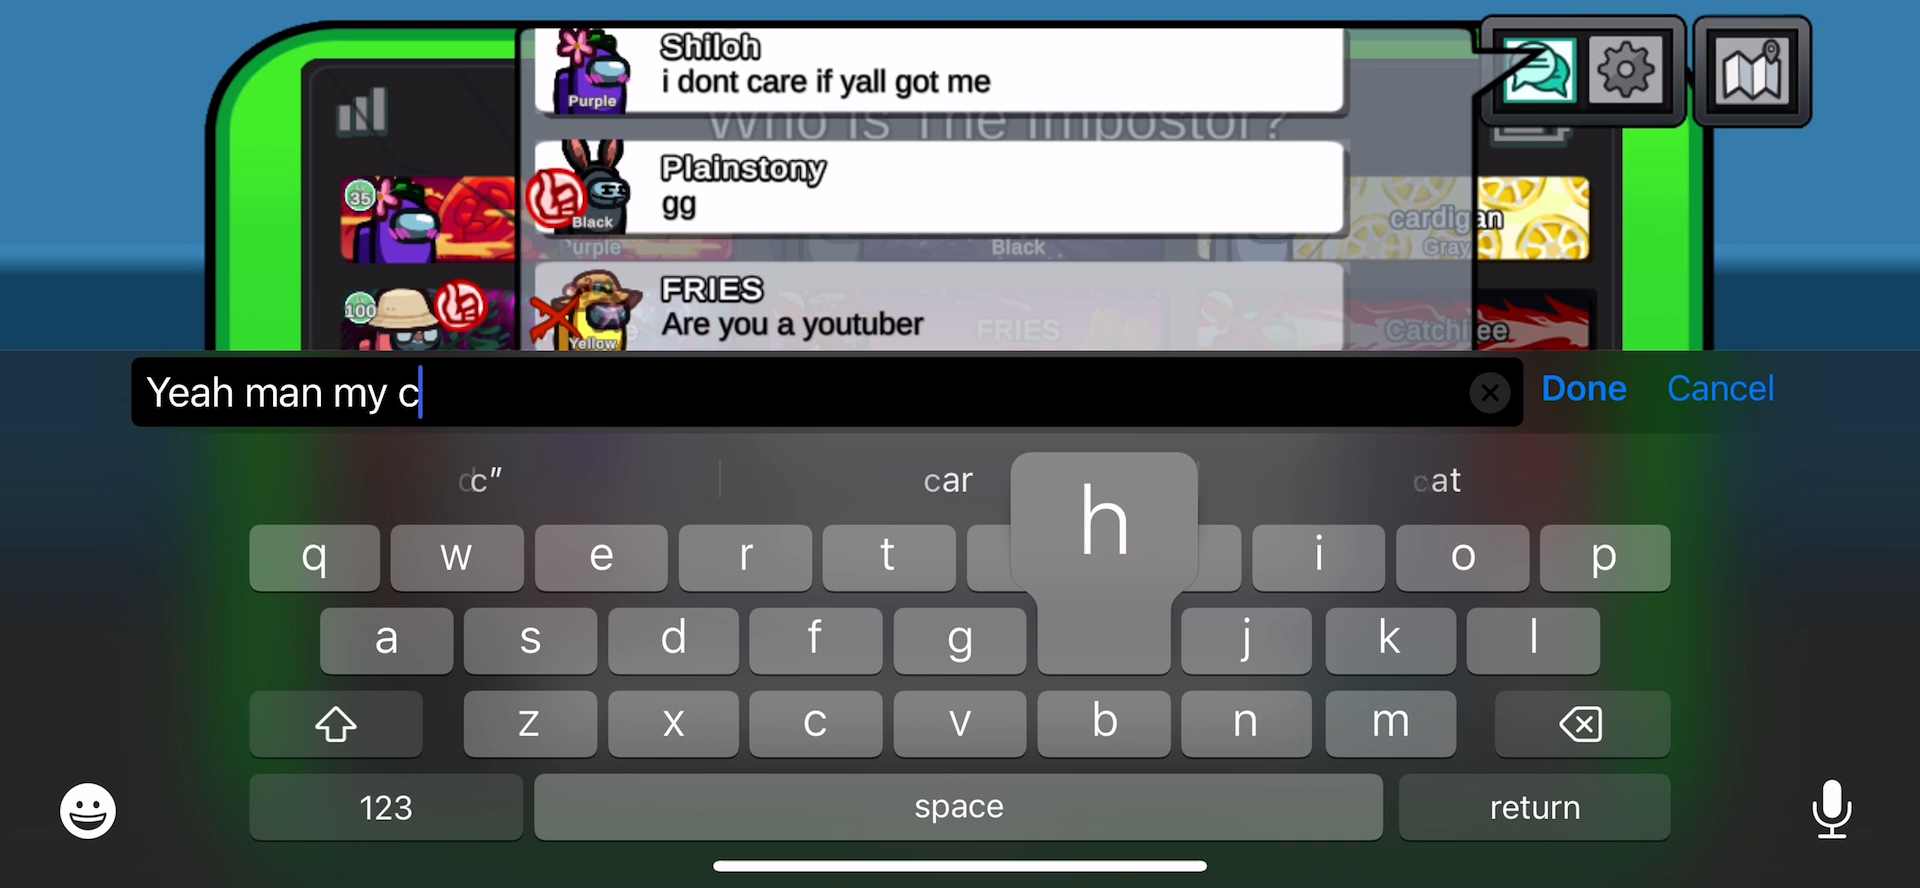 Shiloh
i dont care if yall got me
Purple
Who Is The Impostor?
Plainstony
gg
Black
35
Purple
Black
cardigan
Gray
FRIES
Are you a youtuber
Yellow
100
FRIES
Catchilee
Yeah man my c
Done
Cancel
c"
car
cat
h
q w e r t i o p
a s d f g j k l
z x c v b n m
123
space
return